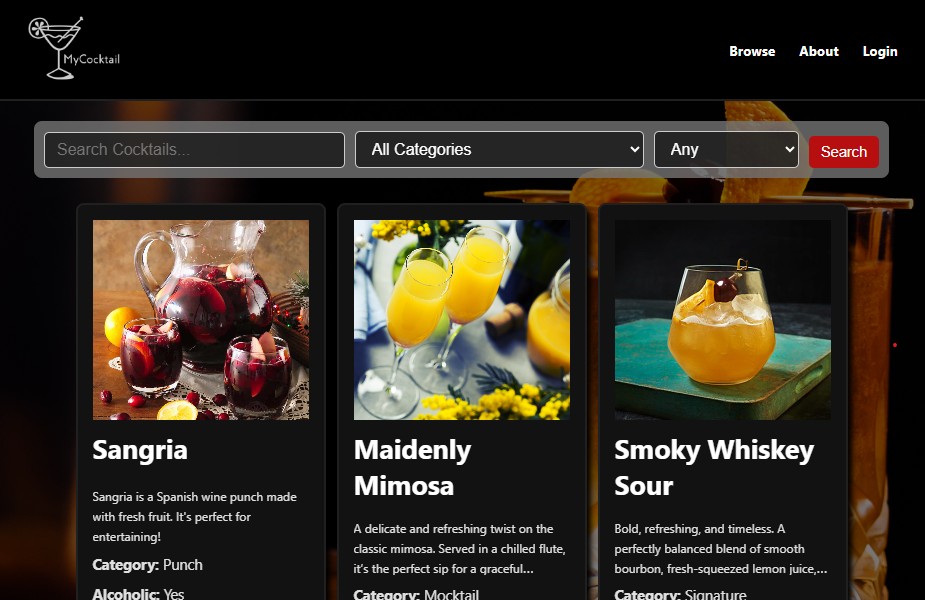 MyCocktail
Browse About Login
Search Cocktails... All Categories Any Search
Sangria
Sangria is a Spanish wine punch made
with fresh fruit. It's perfect for
entertaining!
Category: Punch
Alcoholic: Yes
Maidenly
Mimosa
A delicate and refreshing twist on the
classic mimosa. Served in a chilled flute,
it's the perfect sip for a graceful...
Category: Mocktail
Smoky Whiskey
Sour
Bold, refreshing, and timeless. A
perfectly balanced blend of smooth
bourbon, fresh-squeezed lemon juice,...
Category: Signature